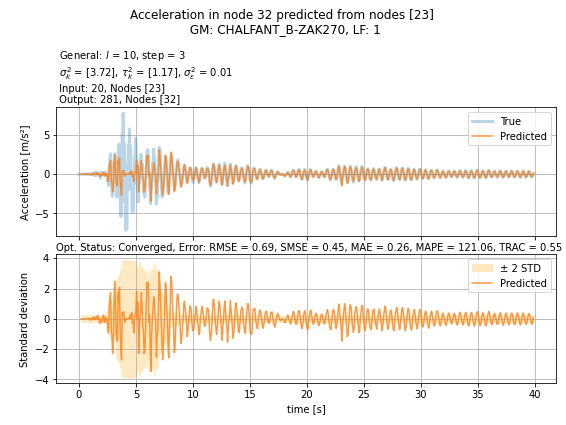 Acceleration in node 32 predicted from nodes [23]
GM: CHALFANT_B-ZAK270, LF: 1
General: l = 10, step = 3
σ²ₖ = [3.72], τ²ₖ = [1.17], σ²ε = 0.01
Input: 20, Nodes [23]
Output: 281, Nodes [32]
True
Predicted
Acceleration [m/s²]
5
0
−5
Opt. Status: Converged, Error: RMSE = 0.69, SMSE = 0.45, MAE = 0.26, MAPE = 121.06, TRAC = 0.55
± 2 STD
Predicted
Standard deviation
4
2
0
−2
−4
0 5 10 15 20 25 30 35 40
time [s]